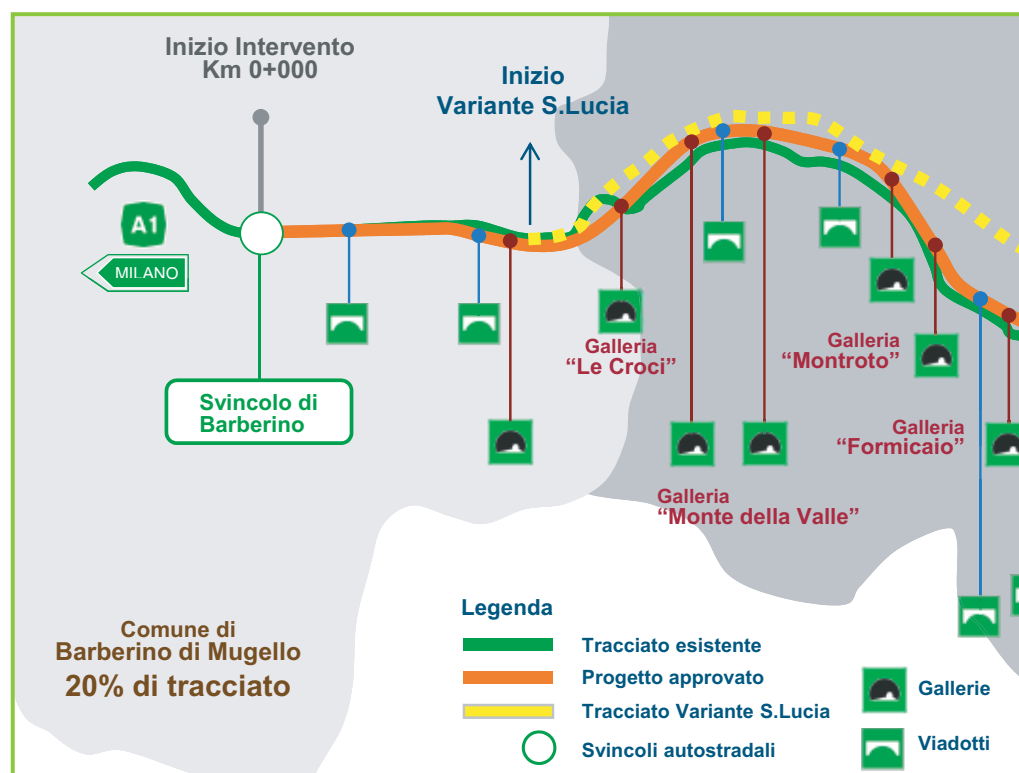 Inizio Intervento
Km 0+000
Inizio
Variante S.Lucia
A1
MILANO
Svincolo di
Barberino
Galleria
“Le Croci”
Galleria
“Montroto”
Galleria
“Formicaio”
Galleria
“Monte della Valle”
Comune di
Barberino di Mugello
20% di tracciato
Legenda
Tracciato esistente
Progetto approvato
Tracciato Variante S.Lucia
Svincoli autostradali
Gallerie
Viadotti